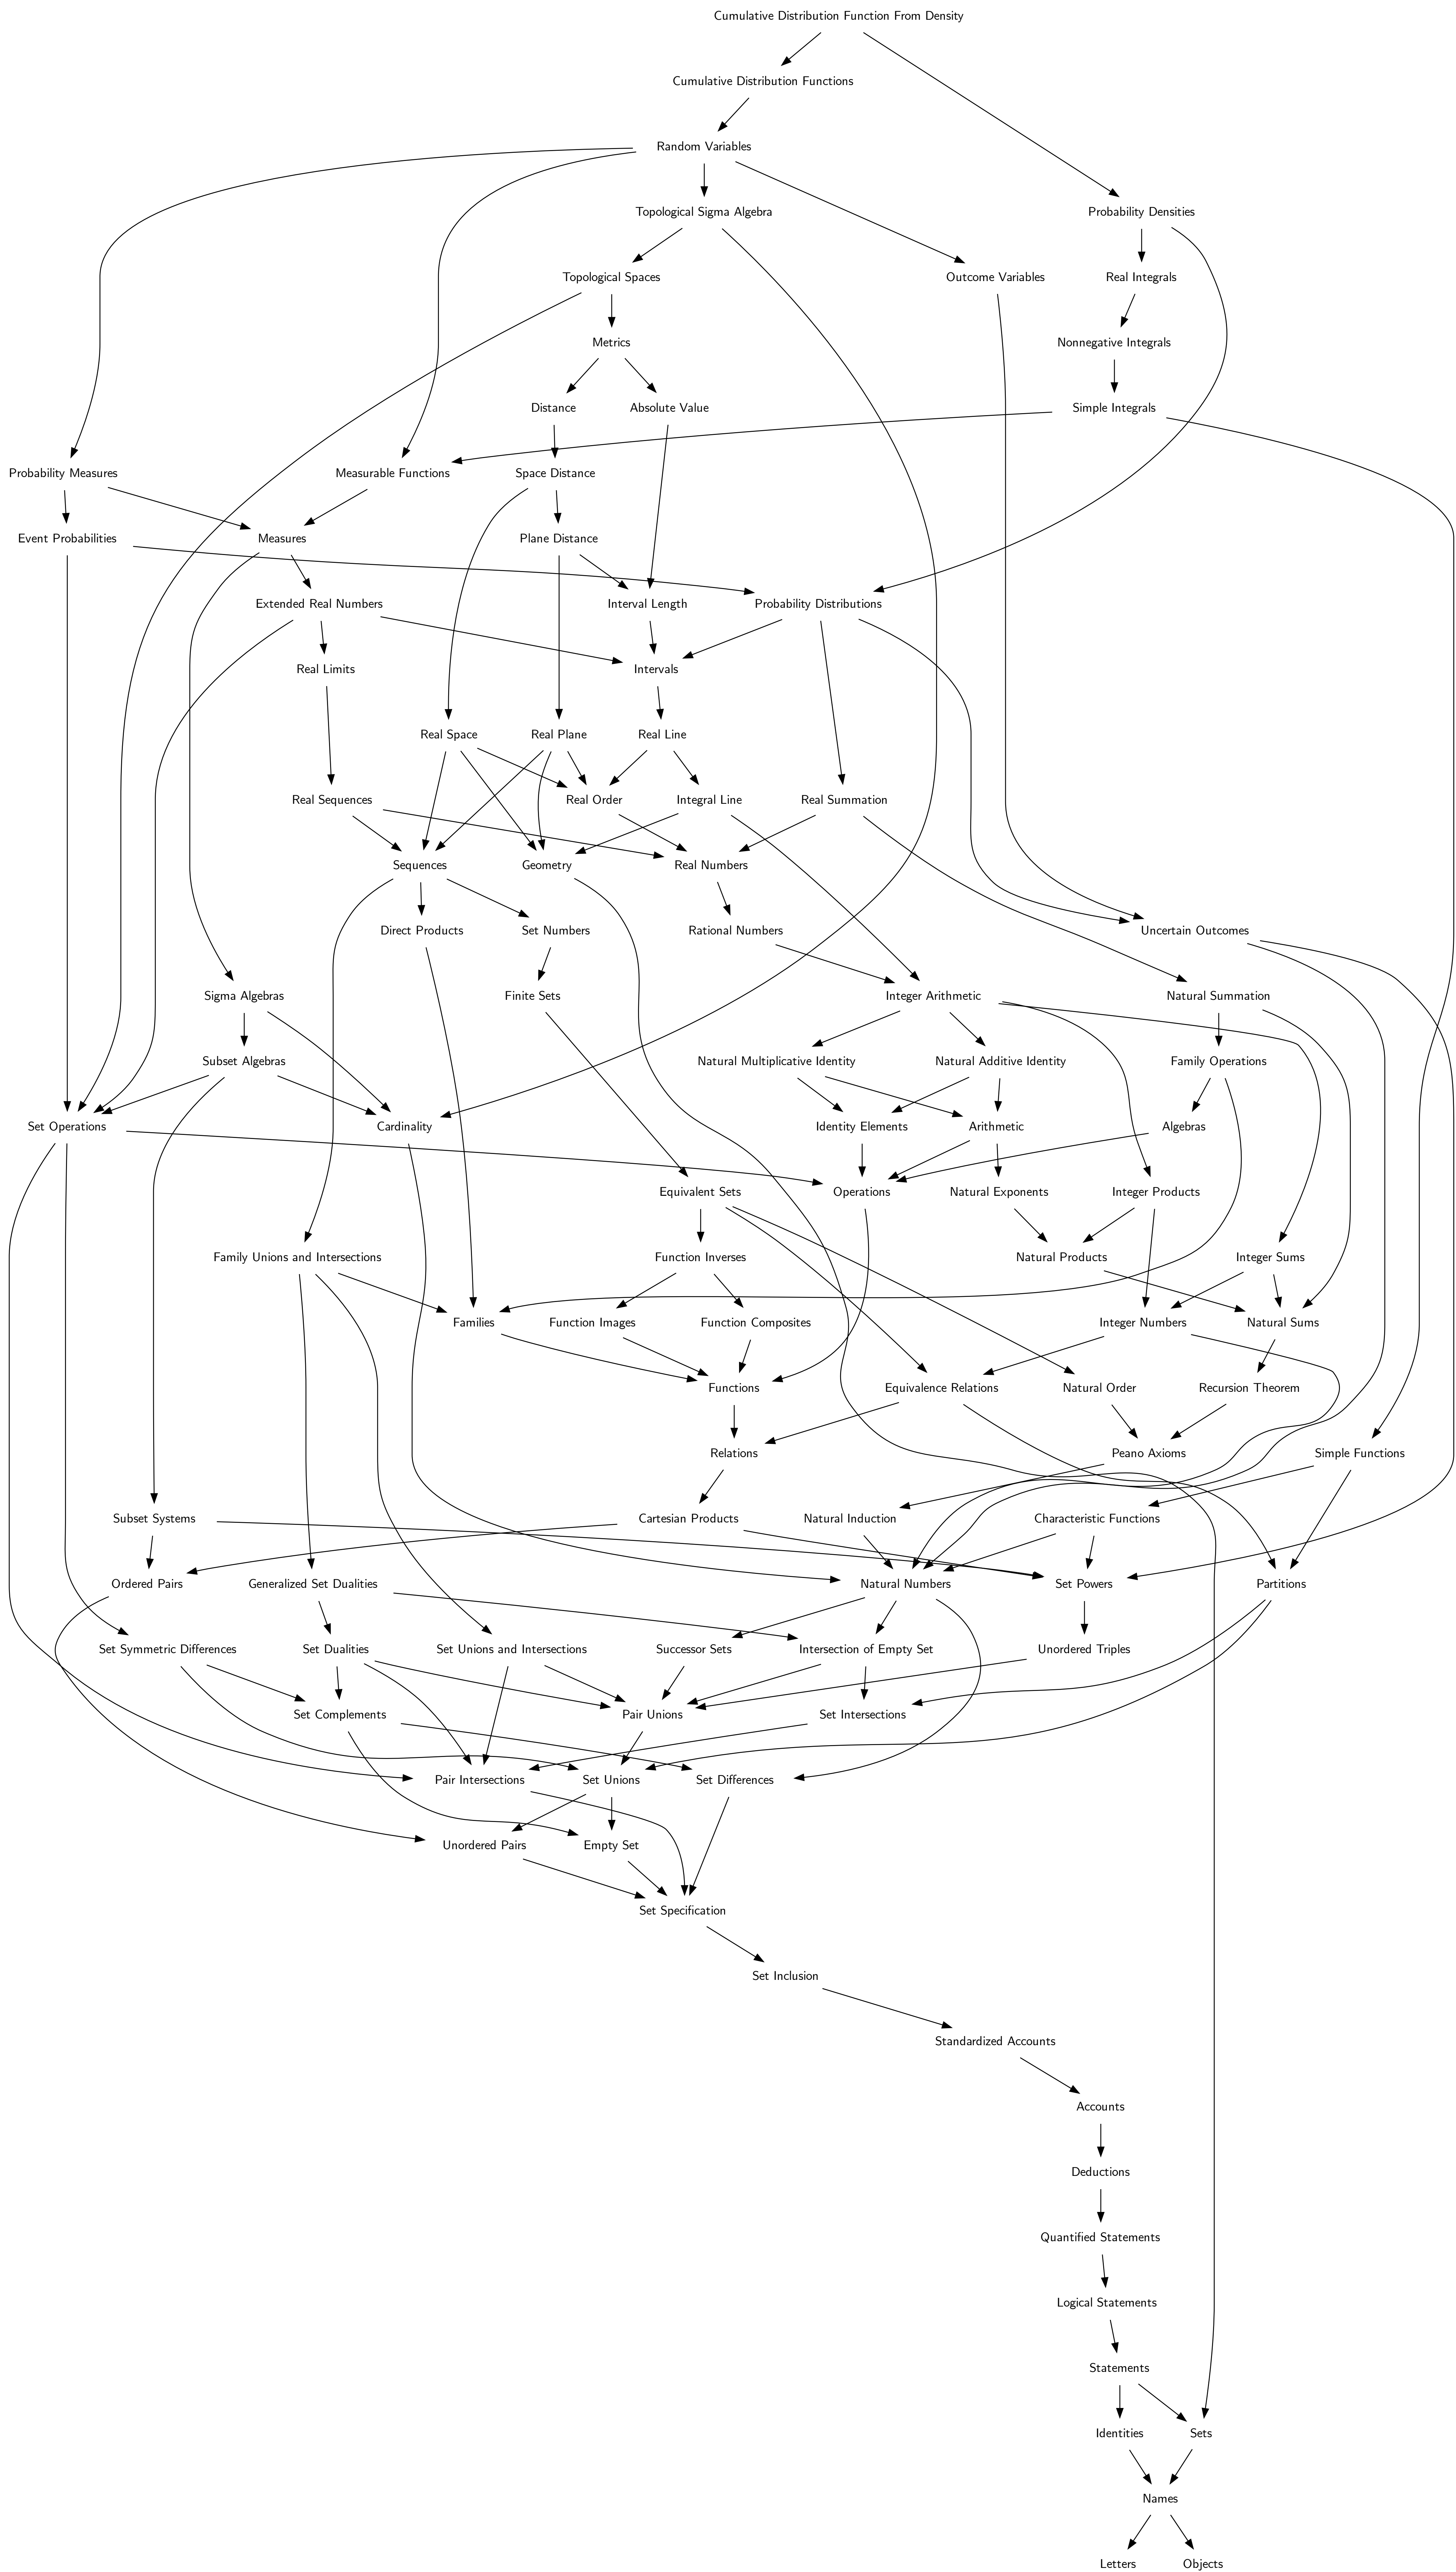 Cumulative Distribution Function From Density
Cumulative Distribution Functions
Random Variables
Topological Sigma Algebra
Probability Densities
Topological Spaces
Outcome Variables
Real Integrals
Metrics
Nonnegative Integrals
Distance
Absolute Value
Simple Integrals
Probability Measures
Measurable Functions
Space Distance
Event Probabilities
Measures
Plane Distance
Extended Real Numbers
Interval Length
Probability Distributions
Real Limits
Intervals
Real Space
Real Plane
Real Line
Real Sequences
Real Order
Integral Line
Real Summation
Sequences
Geometry
Real Numbers
Direct Products
Set Numbers
Rational Numbers
Uncertain Outcomes
Sigma Algebras
Finite Sets
Integer Arithmetic
Natural Summation
Subset Algebras
Natural Multiplicative Identity
Natural Additive Identity
Family Operations
Set Operations
Cardinality
Identity Elements
Arithmetic
Algebras
Equivalent Sets
Operations
Natural Exponents
Integer Products
Family Unions and Intersections
Function Inverses
Natural Products
Integer Sums
Families
Function Images
Function Composites
Integer Numbers
Natural Sums
Functions
Equivalence Relations
Natural Order
Recursion Theorem
Relations
Peano Axioms
Simple Functions
Subset Systems
Cartesian Products
Natural Induction
Characteristic Functions
Ordered Pairs
Generalized Set Dualities
Natural Numbers
Set Powers
Partitions
Set Symmetric Differences
Set Dualities
Set Unions and Intersections
Successor Sets
Intersection of Empty Set
Unordered Triples
Set Complements
Pair Unions
Set Intersections
Pair Intersections
Set Unions
Set Differences
Unordered Pairs
Empty Set
Set Specification
Set Inclusion
Standardized Accounts
Accounts
Deductions
Quantified Statements
Logical Statements
Statements
Identities
Sets
Names
Letters
Objects